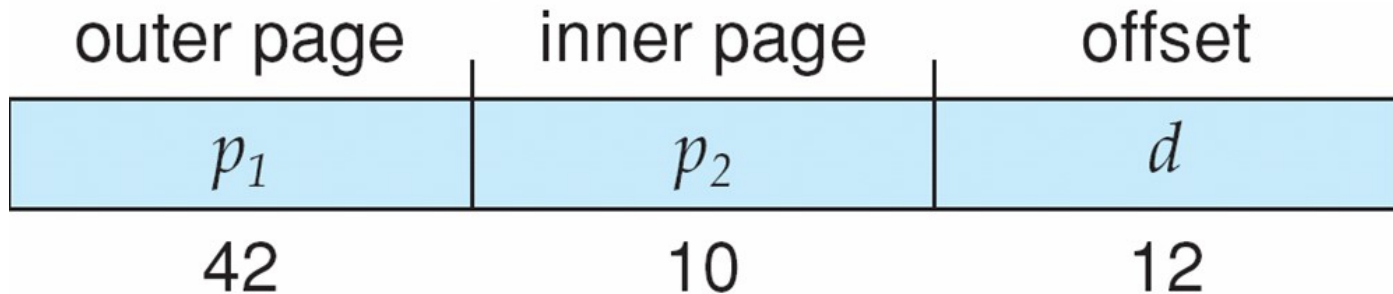 outer page inner page offset
p₁ p₂ d
42 10 12